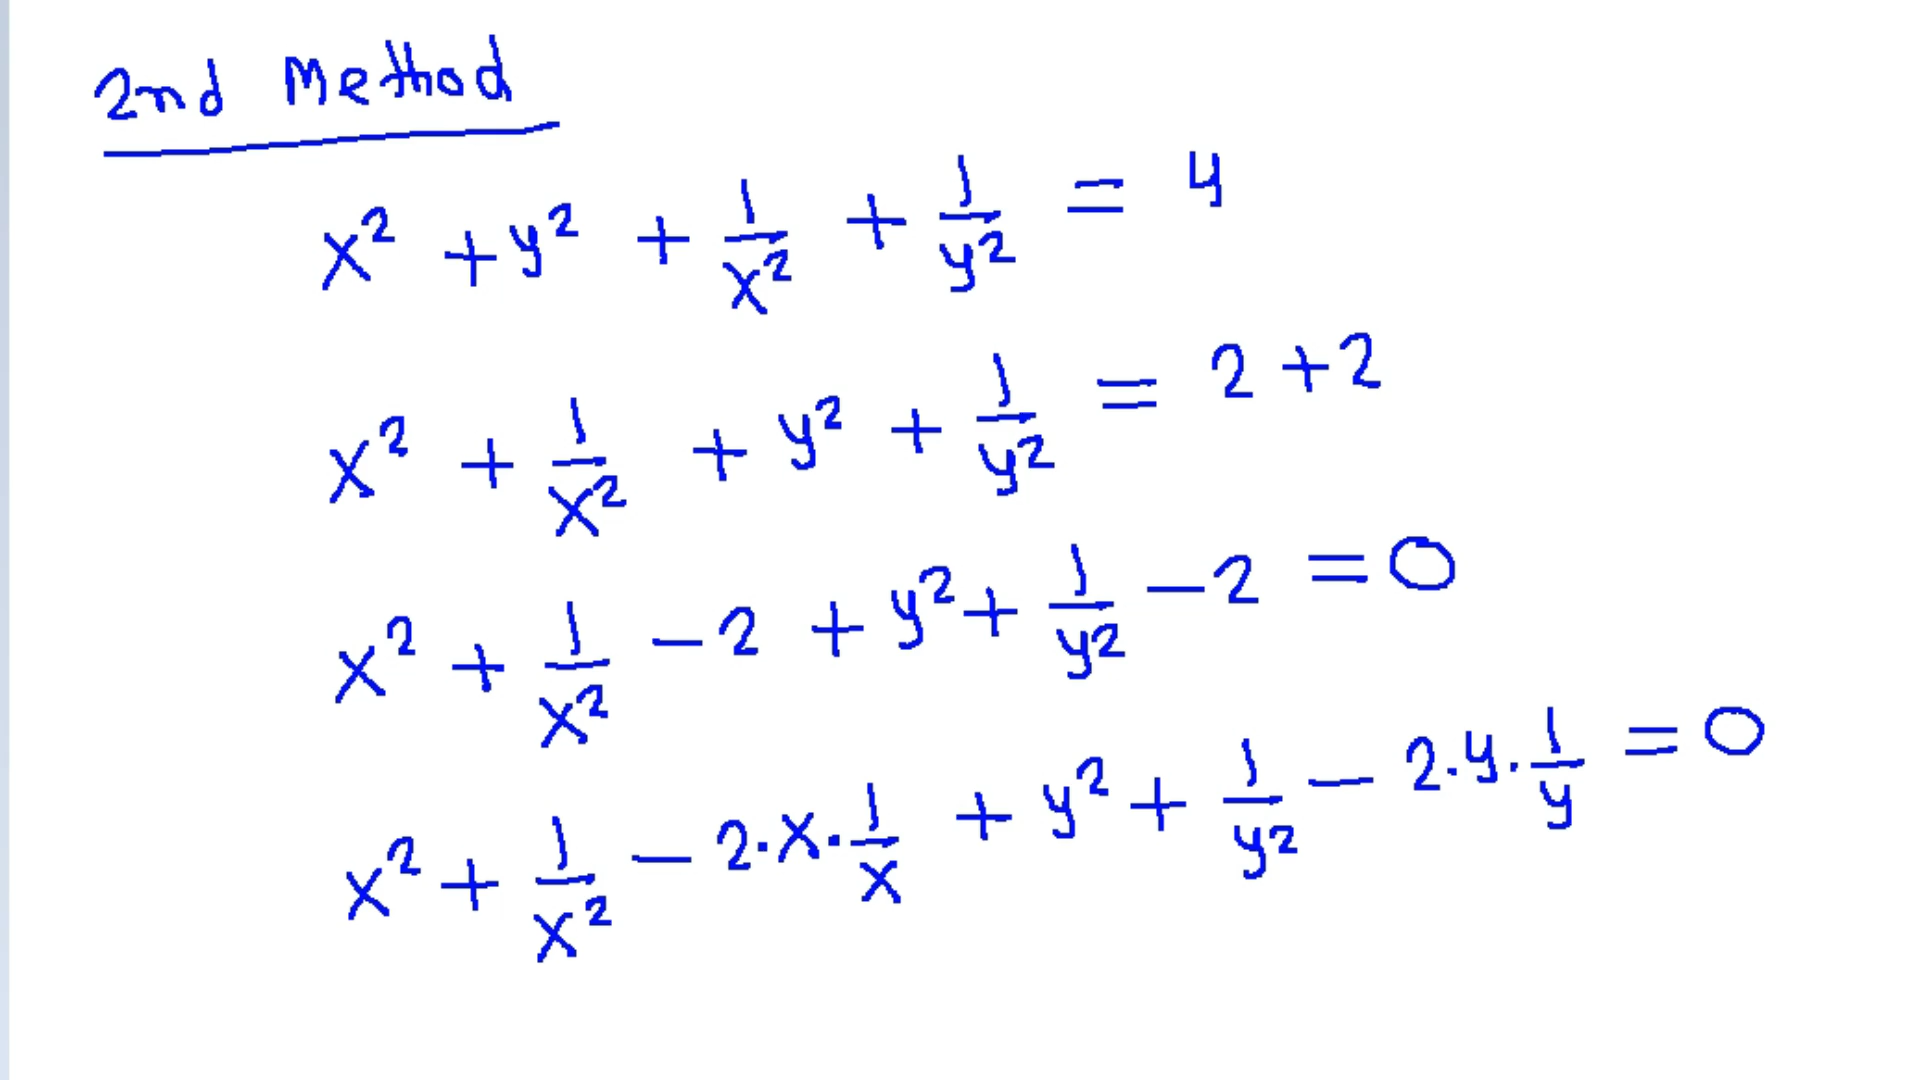 2nd Method
x² + y² + 1/x² + 1/y² = 4
x² + 1/x² + y² + 1/y² = 2 + 2
x² + 1/x² - 2 + y² + 1/y² - 2 = 0
x² + 1/x² - 2·x·1/x + y² + 1/y² - 2·y·1/y = 0